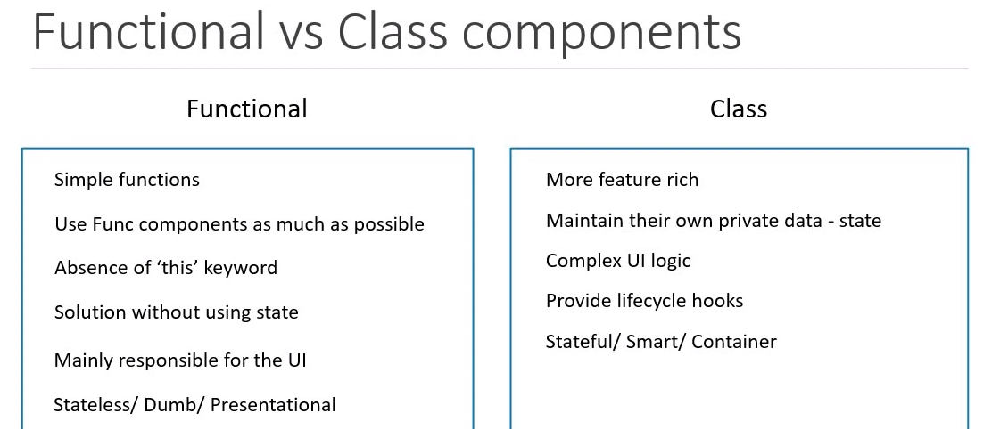 Functional vs Class components
Functional
Simple functions
Use Func components as much as possible
Absence of ‘this’ keyword
Solution without using state
Mainly responsible for the UI
Stateless/ Dumb/ Presentational
Class
More feature rich
Maintain their own private data - state
Complex UI logic
Provide lifecycle hooks
Stateful/ Smart/ Container